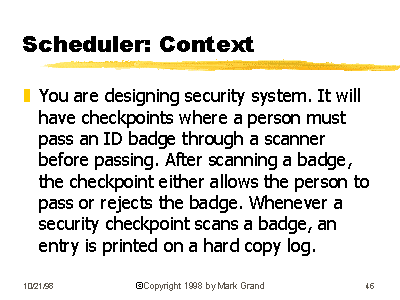 Scheduler: Context
You are designing security system. It will
have checkpoints where a person must
pass an ID badge through a scanner
before passing. After scanning a badge,
the checkpoint either allows the person to
pass or rejects the badge. Whenever a
security checkpoint scans a badge, an
entry is printed on a hard copy log.
10/21/98 ©Copyright 1998 by Mark Grand 46